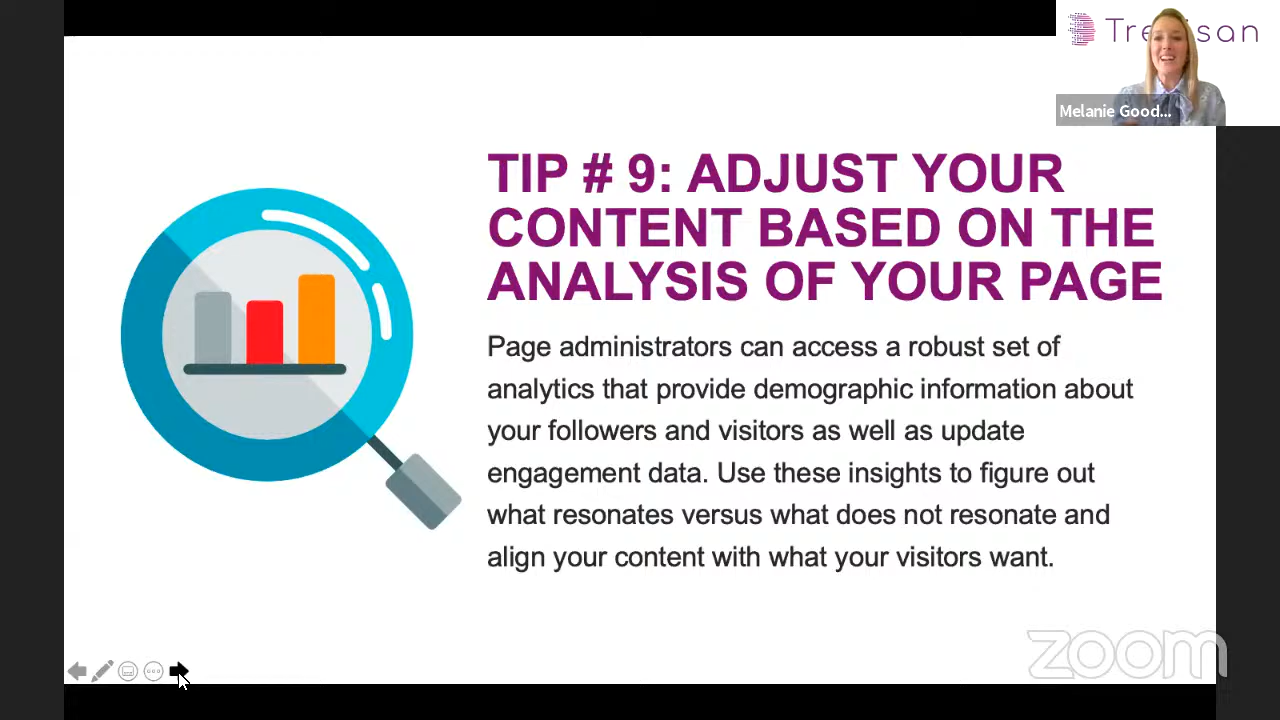 Melanie Good...
TIP # 9: ADJUST YOUR
CONTENT BASED ON THE
ANALYSIS OF YOUR PAGE
Page administrators can access a robust set of
analytics that provide demographic information about
your followers and visitors as well as update
engagement data. Use these insights to figure out
what resonates versus what does not resonate and
align your content with what your visitors want.
zoom